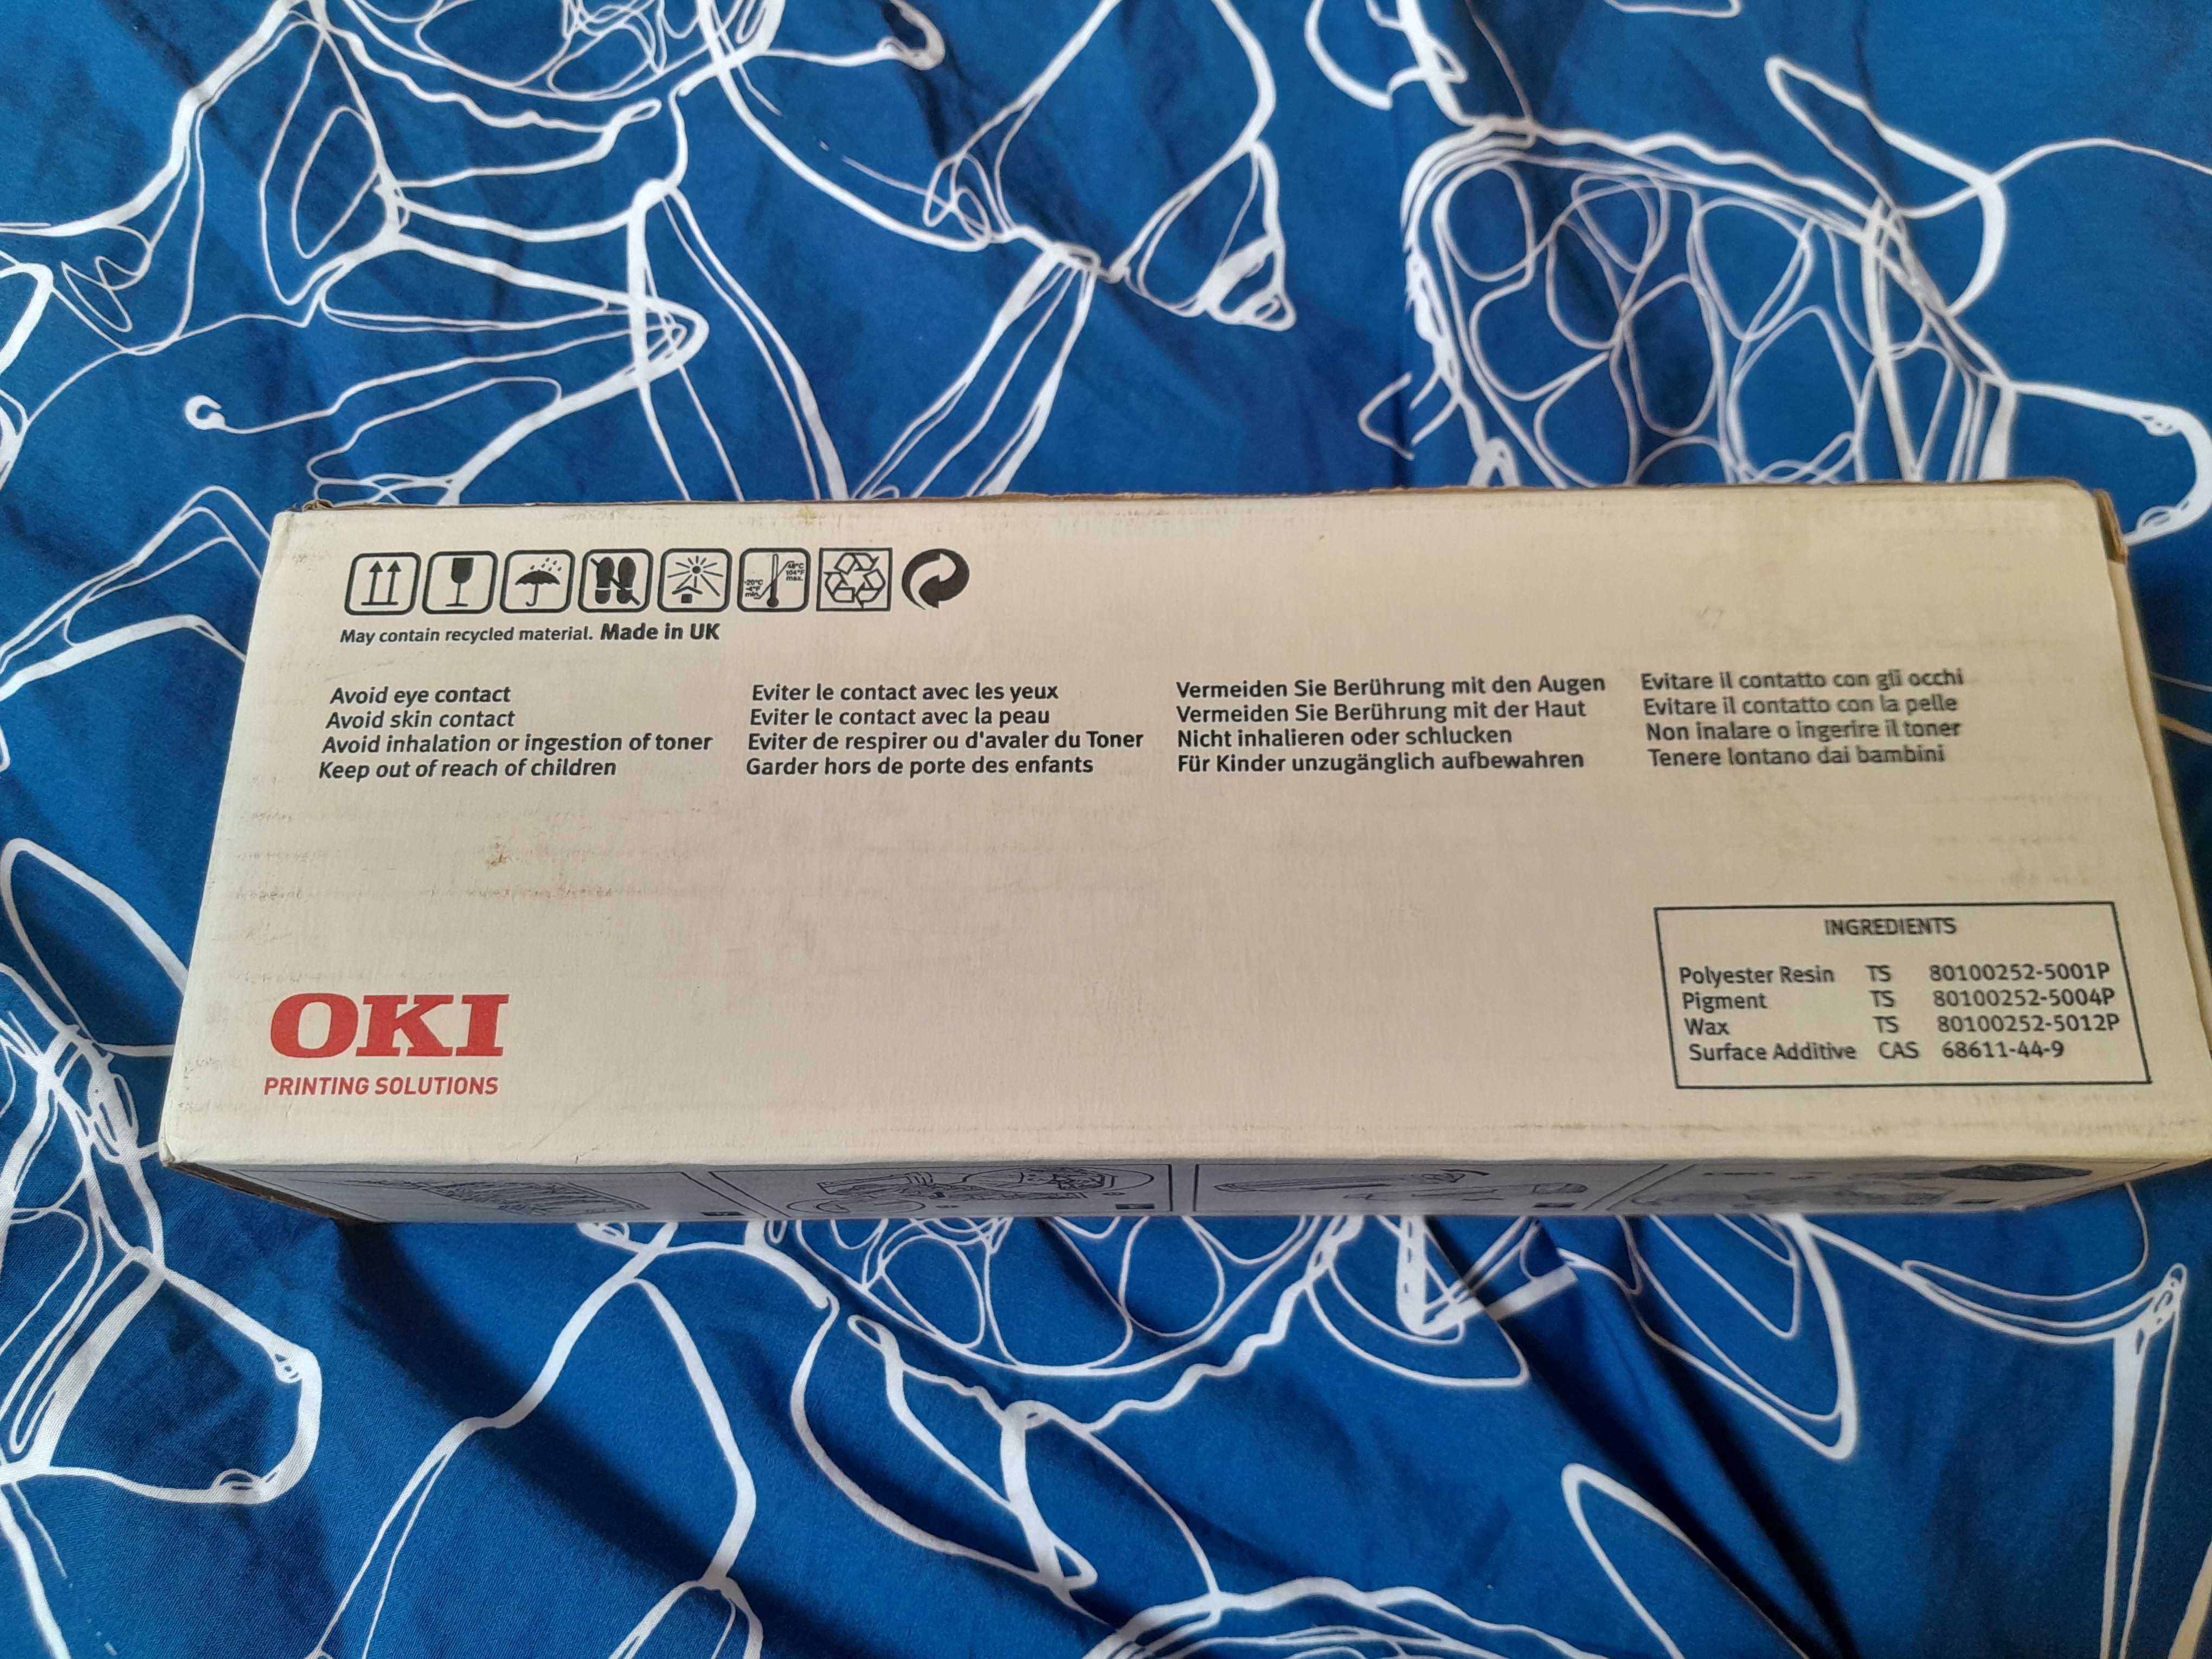 -20°C
-4°F
min.
104°F
max.
May contain recycled material. Made in UK
Avoid eye contact
Avoid skin contact
Avoid inhalation or ingestion of toner
Keep out of reach of children
Eviter le contact avec les yeux
Eviter le contact avec la peau
Eviter de respirer ou d'avaler du Toner
Garder hors de porte des enfants
Vermeiden Sie Berührung mit den Augen
Vermeiden Sie Berührung mit der Haut
Nicht inhalieren oder schlucken
Für Kinder unzugänglich aufbewahren
Evitare il contatto con gli occhi
Evitare il contatto con la pelle
Non inalare o ingerire il toner
Tenere lontano dai bambini
OKI
PRINTING SOLUTIONS
INGREDIENTS
Polyester Resin TS 80100252-5001P
Pigment TS 80100252-5004P
Wax TS 80100252-5012P
Surface Additive CAS 68611-44-9